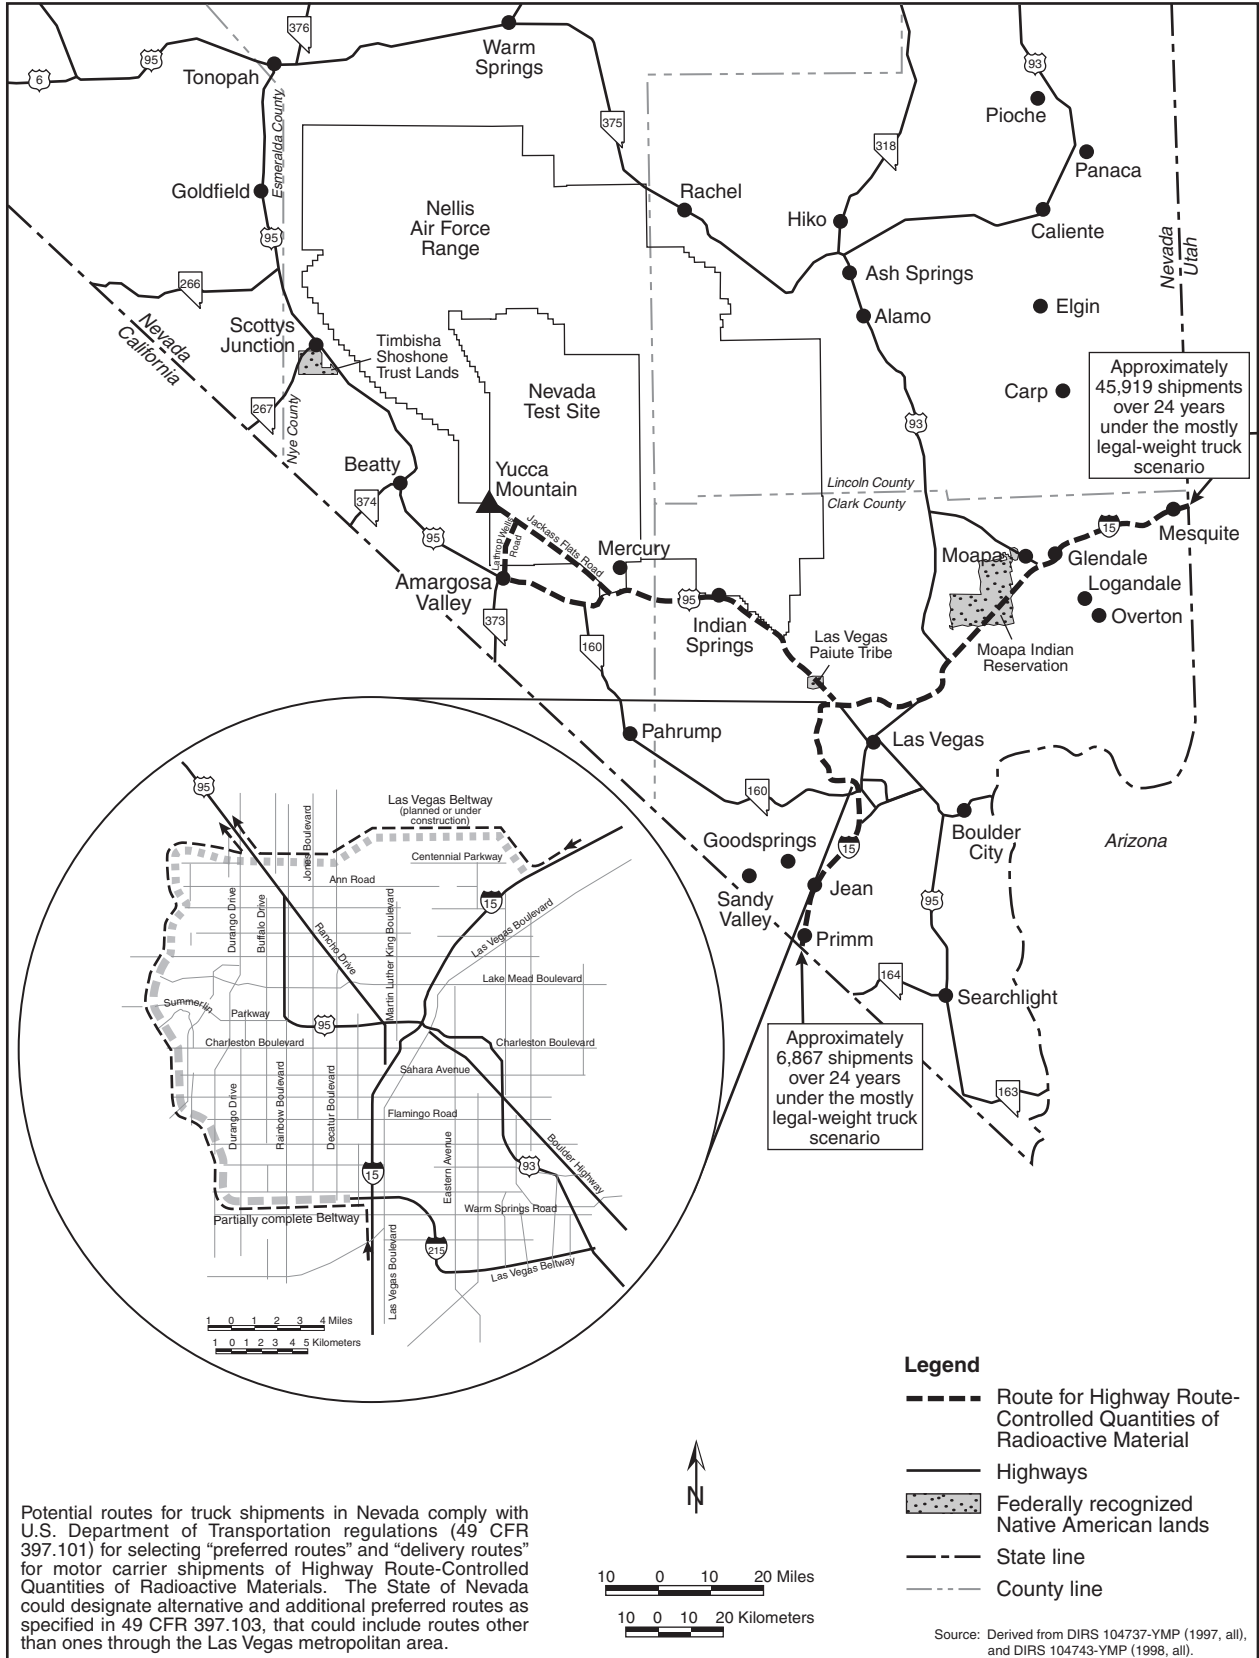 376
95
6
Tonopah
Warm
Springs
93
Pioche
375
318
Panaca
Esmeralda County
Goldfield
Nellis
Air Force
Range
Rachel
Hiko
Caliente
95
Nevada
Utah
266
Ash Springs
Elgin
Alamo
Nevada
California
Scottys
Junction
Timbisha
Shoshone
Trust Lands
Nevada
Test Site
Carp
Approximately
45,919 shipments
over 24 years
under the mostly
legal-weight truck
scenario
267
Nye County
93
Beatty
Yucca
Mountain
Lincoln County
Clark County
374
95
Lathrop Wells
Road
Jackass Flats Road
Mercury
15
Mesquite
Moapa
Glendale
Amargosa
Valley
95
Logandale
Overton
373
160
Indian
Springs
Las Vegas
Paiute Tribe
Moapa Indian
Reservation
Pahrump
Las Vegas
160
Boulder
City
Arizona
Goodsprings
15
Sandy
Valley
Jean
95
Primm
164
Searchlight
163
Approximately
6,867 shipments
over 24 years
under the mostly
legal-weight truck
scenario
95
Las Vegas Beltway
(planned or under
construction)
Jones Boulevard
Centennial Parkway
Ann Road
15
Durango Drive
Buffalo Drive
Rancho Drive
Martin Luther King Boulevard
Las Vegas Boulevard
Lake Mead Boulevard
Summerlin
Parkway
95
Charleston Boulevard
Charleston Boulevard
Sahara Avenue
Durango Drive
Rainbow Boulevard
Decatur Boulevard
Flamingo Road
Eastern Avenue
Boulder Highway
93
15
Warm Springs Road
Partially complete Beltway
Las Vegas Boulevard
215
Las Vegas Beltway
1 0 1 2 3 4 Miles
1 0 1 2 3 4 5 Kilometers
Legend
Route for Highway Route-
Controlled Quantities of
Radioactive Material
Highways
Federally recognized
Native American lands
State line
County line
N
10 0 10 20 Miles
10 0 10 20 Kilometers
Potential routes for truck shipments in Nevada comply with
U.S. Department of Transportation regulations (49 CFR
397.101) for selecting “preferred routes” and “delivery routes”
for motor carrier shipments of Highway Route-Controlled
Quantities of Radioactive Materials. The State of Nevada
could designate alternative and additional preferred routes as
specified in 49 CFR 397.103, that could include routes other
than ones through the Las Vegas metropolitan area.
Source: Derived from DIRS 104737-YMP (1997, all),
and DIRS 104743-YMP (1998, all).